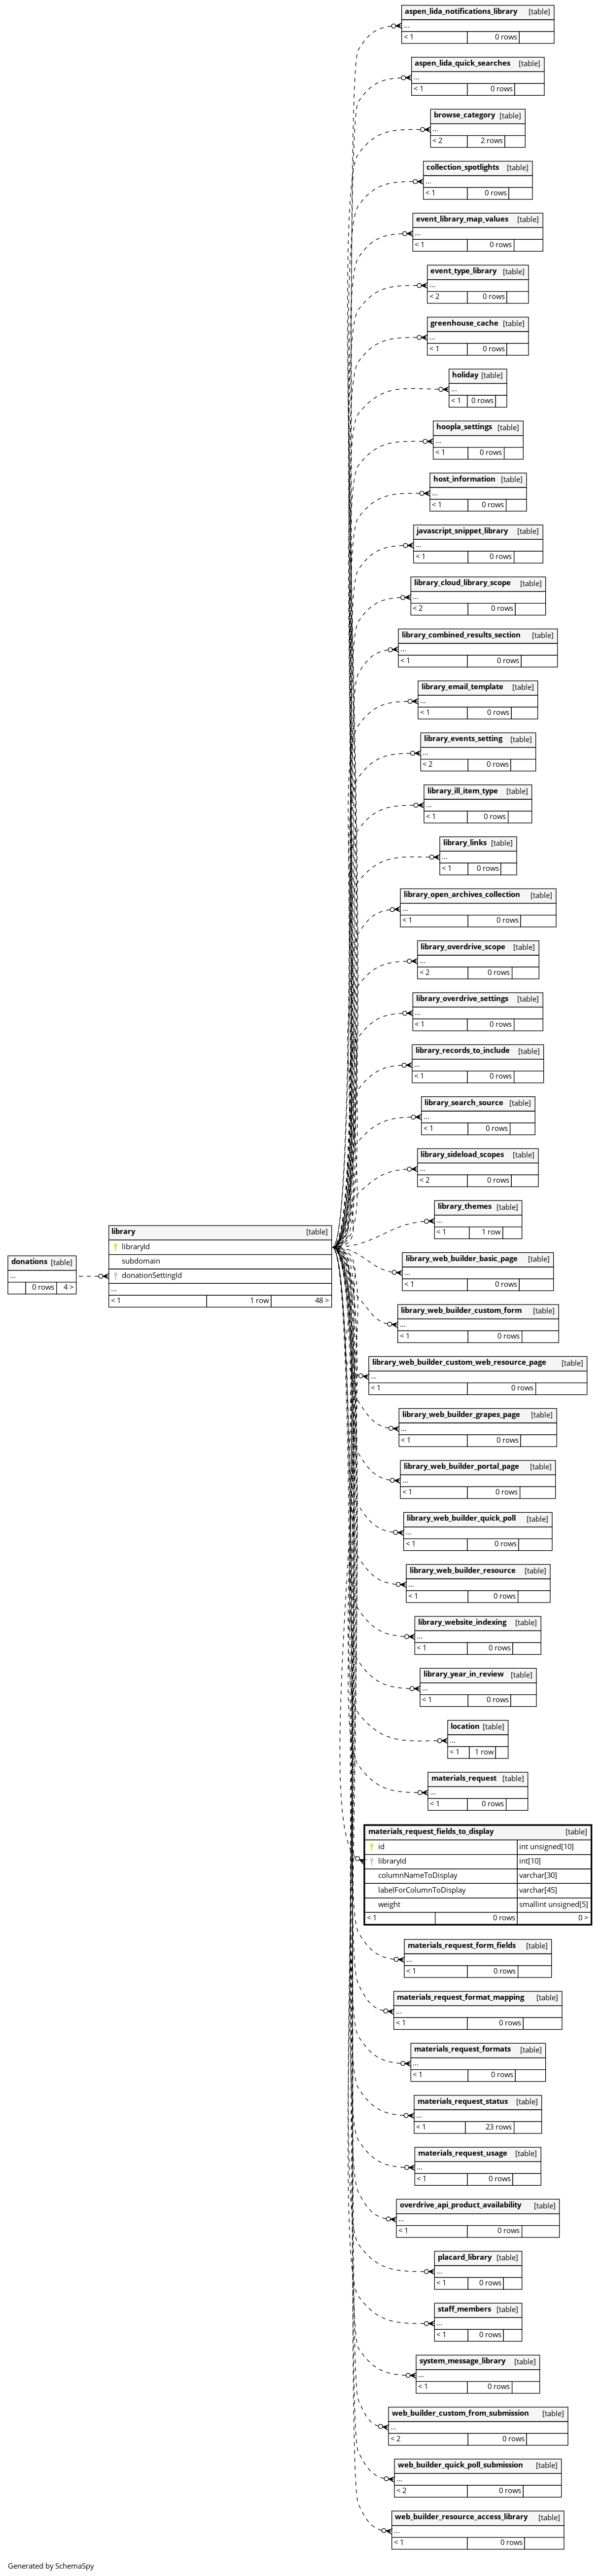 aspen_lida_notifications_library [table]
...
< 1 0 rows
aspen_lida_quick_searches [table]
...
< 1 0 rows
browse_category [table]
...
< 2 2 rows
collection_spotlights [table]
...
< 1 0 rows
event_library_map_values [table]
...
< 1 0 rows
event_type_library [table]
...
< 2 0 rows
greenhouse_cache [table]
...
< 1 0 rows
holiday [table]
...
< 1 0 rows
hoopla_settings [table]
...
< 1 0 rows
host_information [table]
...
< 1 0 rows
javascript_snippet_library [table]
...
< 1 0 rows
library_cloud_library_scope [table]
...
< 2 0 rows
library_combined_results_section [table]
...
< 1 0 rows
library_email_template [table]
...
< 1 0 rows
library_events_setting [table]
...
< 2 0 rows
library_ill_item_type [table]
...
< 1 0 rows
library_links [table]
...
< 1 0 rows
library_open_archives_collection [table]
...
< 1 0 rows
library_overdrive_scope [table]
...
< 2 0 rows
library_overdrive_settings [table]
...
< 1 0 rows
library_records_to_include [table]
...
< 1 0 rows
library_search_source [table]
...
< 1 0 rows
library_sideload_scopes [table]
...
< 2 0 rows
library_themes [table]
...
< 1 1 row
donations [table]
...
0 rows 4 >
library [table]
libraryId
subdomain
donationSettingId
...
< 1 1 row 48 >
library_web_builder_basic_page [table]
...
< 1 0 rows
library_web_builder_custom_form [table]
...
< 1 0 rows
library_web_builder_custom_web_resource_page [table]
...
< 1 0 rows
library_web_builder_grapes_page [table]
...
< 1 0 rows
library_web_builder_portal_page [table]
...
< 1 0 rows
library_web_builder_quick_poll [table]
...
< 1 0 rows
library_web_builder_resource [table]
...
< 1 0 rows
library_website_indexing [table]
...
< 1 0 rows
library_year_in_review [table]
...
< 1 0 rows
location [table]
...
< 1 1 row
materials_request [table]
...
< 1 0 rows
materials_request_fields_to_display [table]
id int unsigned[10]
libraryId int[10]
columnNameToDisplay varchar[30]
labelForColumnToDisplay varchar[45]
weight smallint unsigned[5]
< 1 0 rows 0 >
materials_request_form_fields [table]
...
< 1 0 rows
materials_request_format_mapping [table]
...
< 1 0 rows
materials_request_formats [table]
...
< 1 0 rows
materials_request_status [table]
...
< 1 23 rows
materials_request_usage [table]
...
< 1 0 rows
overdrive_api_product_availability [table]
...
< 1 0 rows
placard_library [table]
...
< 1 0 rows
staff_members [table]
...
< 1 0 rows
system_message_library [table]
...
< 1 0 rows
web_builder_custom_from_submission [table]
...
< 2 0 rows
web_builder_quick_poll_submission [table]
...
< 2 0 rows
web_builder_resource_access_library [table]
...
< 1 0 rows
Generated by SchemaSpy